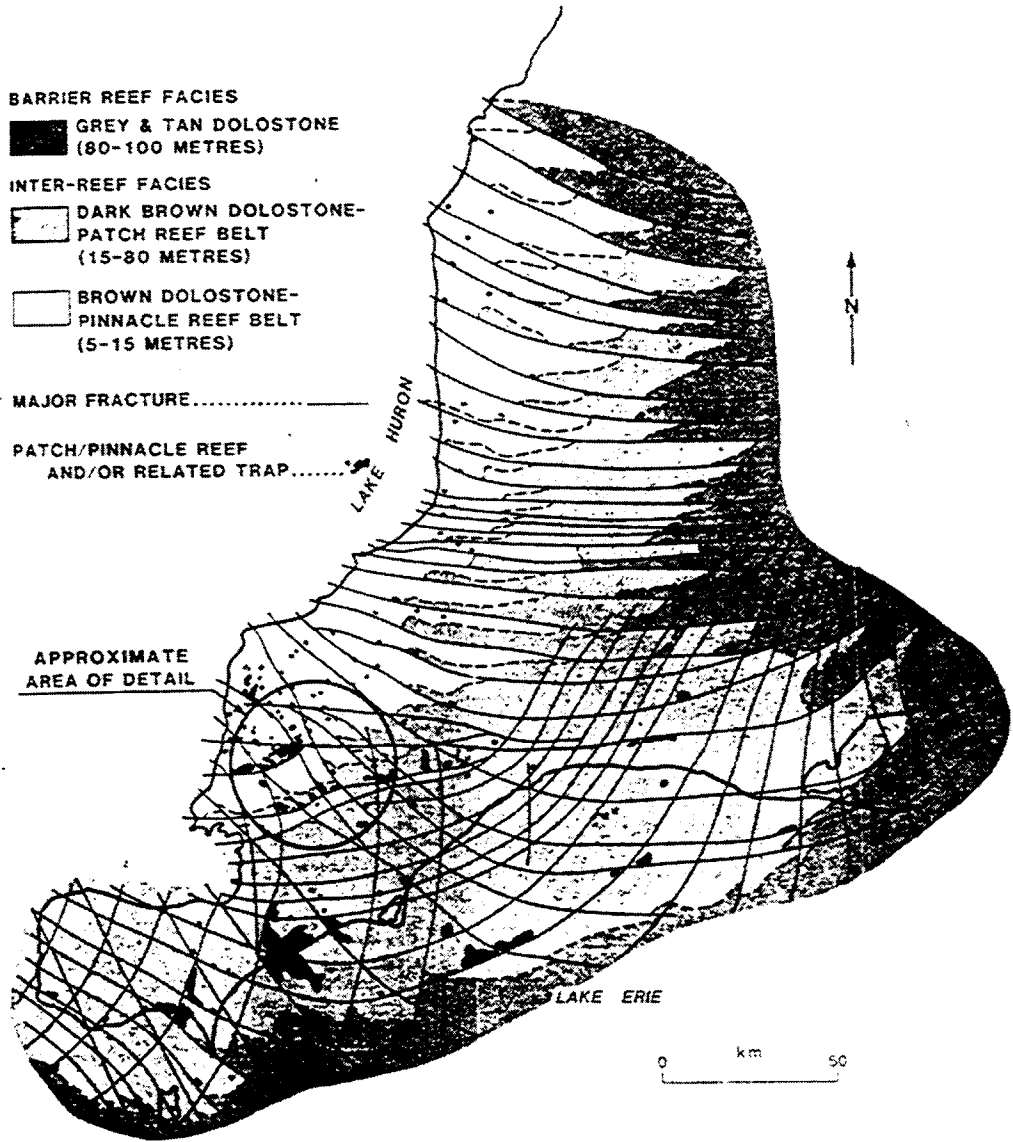 BARRIER REEF FACIES
GREY & TAN DOLOSTONE
(80-100 METRES)
INTER-REEF FACIES
DARK BROWN DOLOSTONE-
PATCH REEF BELT
(15-80 METRES)
BROWN DOLOSTONE-
PINNACLE REEF BELT
(5-15 METRES)
MAJOR FRACTURE.............
PATCH/PINNACLE REEF
AND/OR RELATED TRAP......
LAKE HURON
N
APPROXIMATE
AREA OF DETAIL
LAKE ERIE
0 km 50